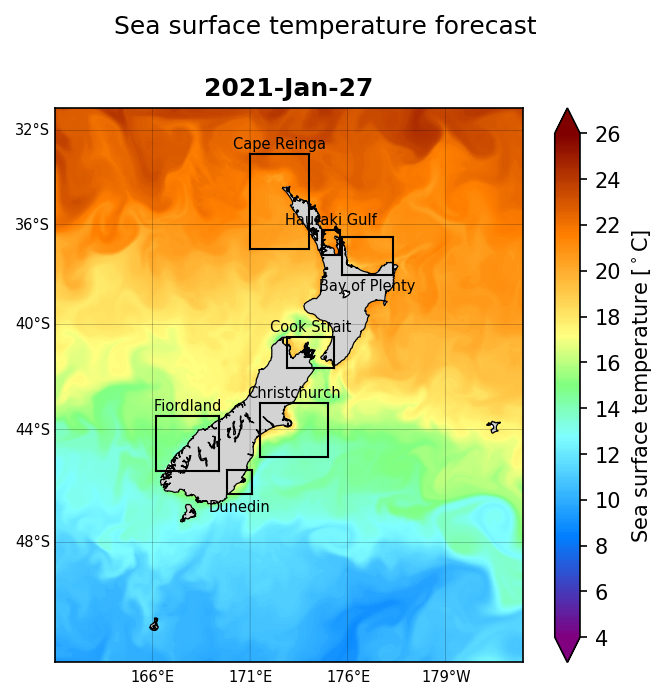 Sea surface temperature forecast
2021-Jan-27
32°S
36°S
40°S
44°S
48°S
Cape Reinga
Hauraki Gulf
Bay of Plenty
Cook Strait
Christchurch
Fiordland
Dunedin
166°E
171°E
176°E
179°W
26
24
22
20
18
16
14
12
10
8
6
4
Sea surface temperature [°C]